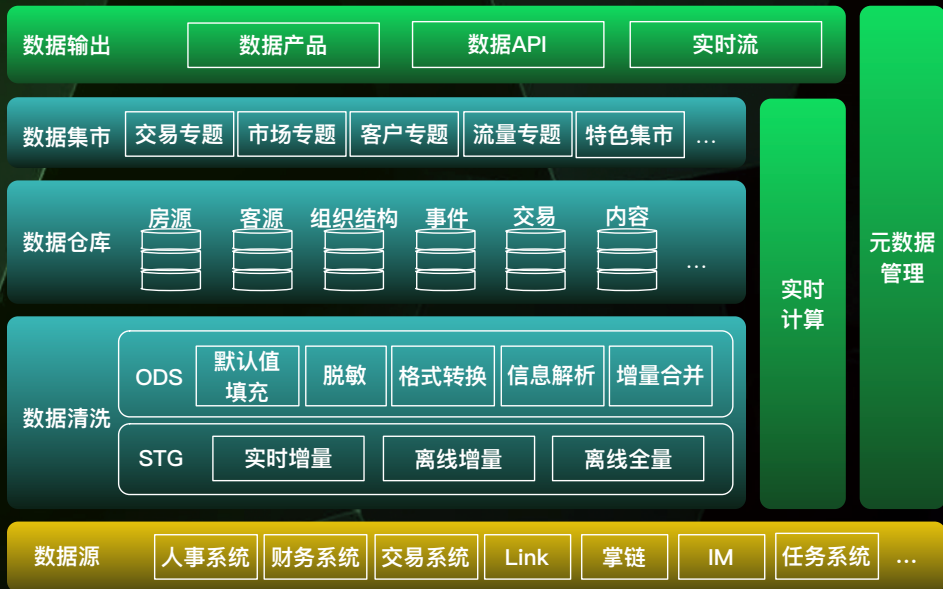 数据输出
数据产品
数据API
实时流
数据集市
交易专题
市场专题
客户专题
流量专题
特色集市
...
数据仓库
房源
客源
组织结构
事件
交易
内容
...
数据清洗
ODS
默认值
填充
脱敏
格式转换
信息解析
增量合并
STG
实时增量
离线增量
离线全量
实时
计算
元数据
管理
数据源
人事系统
财务系统
交易系统
Link
掌链
IM
任务系统
...